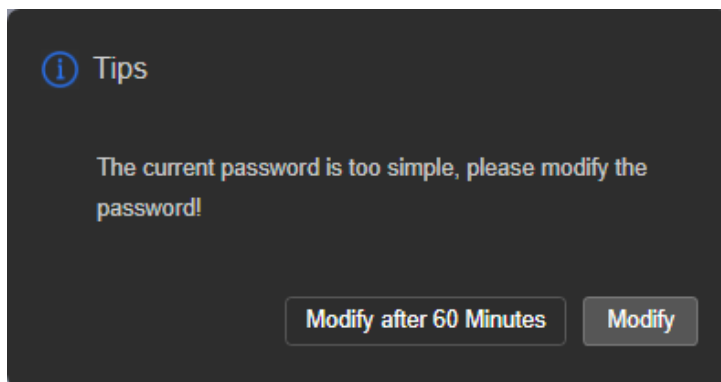 Tips
The current password is too simple, please modify the
password!
Modify after 60 Minutes
Modify